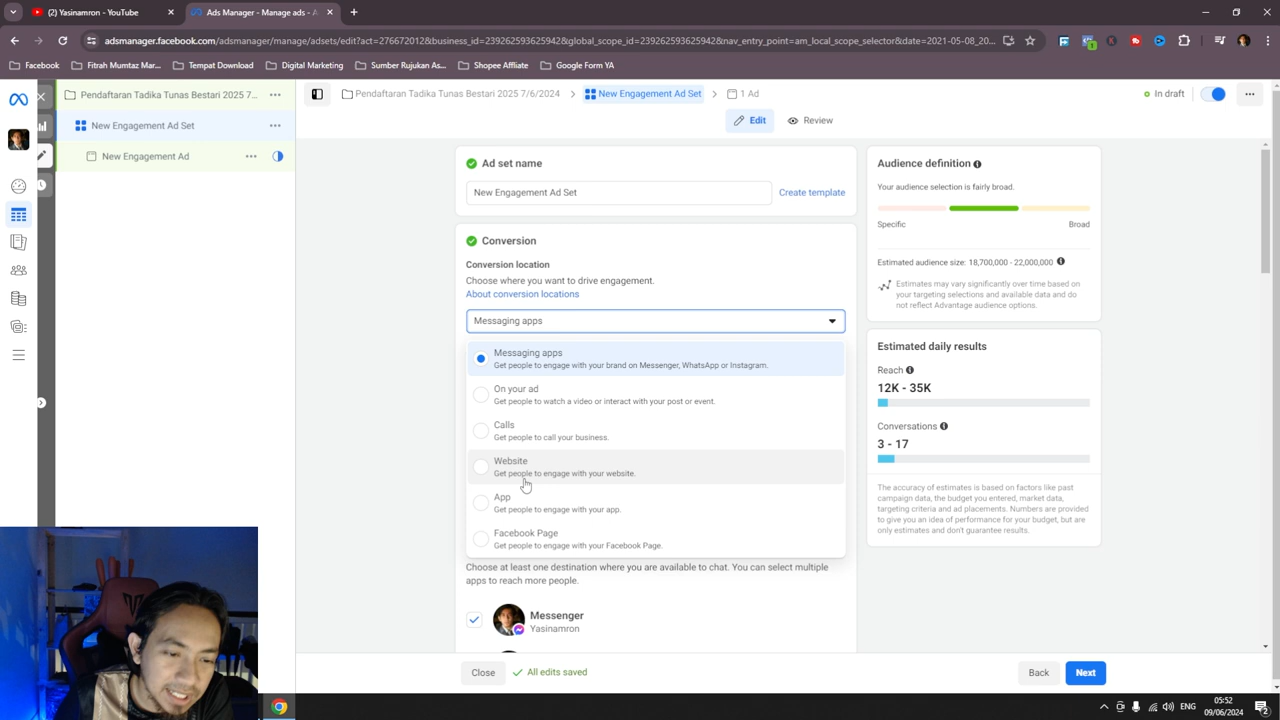 (2) Yasinamron - YouTube
Ads Manager - Manage ads - A
adsmanager.facebook.com/adsmanager/manage/adsets/edit?act=276672012&business_id=239262593625942&global_scope_id=239262593625942&nav_entry_point=am_local_scope_selector&date=2021-05-08_20...
Shopee
Fitrah Mumtaz Mar...
Tempat Download
Digital Marketing
Sumber Rujukan As...
Google Form YA
Pendaftaran Tadika Tunas Bestari 2025 7...
New Engagement Ad Set
New Engagement Ad
Pendaftaran Tadika Tunas Bestari 2025 7/6/2024
New Engagement Ad Set
1 Ad
In draft
Edit
Review
Ad set name
New Engagement Ad Set
Create template
Conversion
Conversion location
Choose where you want to drive engagement.
About conversion locations
Messaging apps
Messaging apps
Get people to engage with your brand on Messenger, WhatsApp or Instagram.
On your ad
Get people to watch a video or interact with your post or event.
Calls
Get people to call your business.
Website
Get people to engage with your website.
App
Get people to engage with your app.
Facebook Page
Get people to engage with your Facebook Page.
Choose at least one destination where you are available to chat. You can select multiple
apps to reach more people.
Messenger
Yasinamron
Close
All edits saved
Back
Next
Audience definition
Your audience selection is fairly broad.
Specific
Broad
Estimated audience size: 18,700,000 - 22,000,000
Estimates may vary significantly over time based on
your targeting selections and available data and do
not reflect Advantage audience options.
Estimated daily results
Reach
12K - 35K
Conversations
3 - 17
The accuracy of estimates is based on factors like past
campaign data, the budget you entered, market data,
targeting criteria and ad placements. Numbers are provided
to give you an idea of performance for your budget, but are
only estimates and don't guarantee results.
ENG
05:52
09/06/2024
2